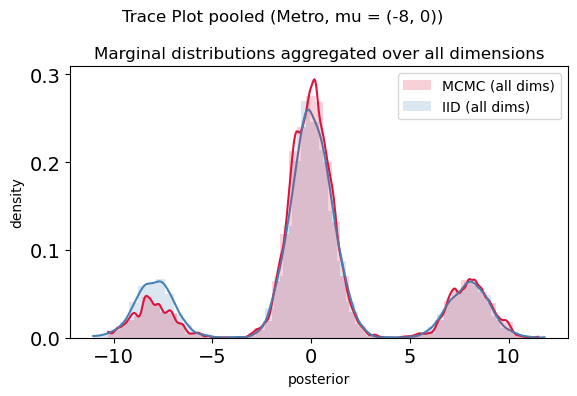 Trace Plot pooled (Metro, mu = (-8, 0))
Marginal distributions aggregated over all dimensions
MCMC (all dims)
IID (all dims)
density
0.3
0.2
0.1
0.0
−10
−5
0
5
10
posterior